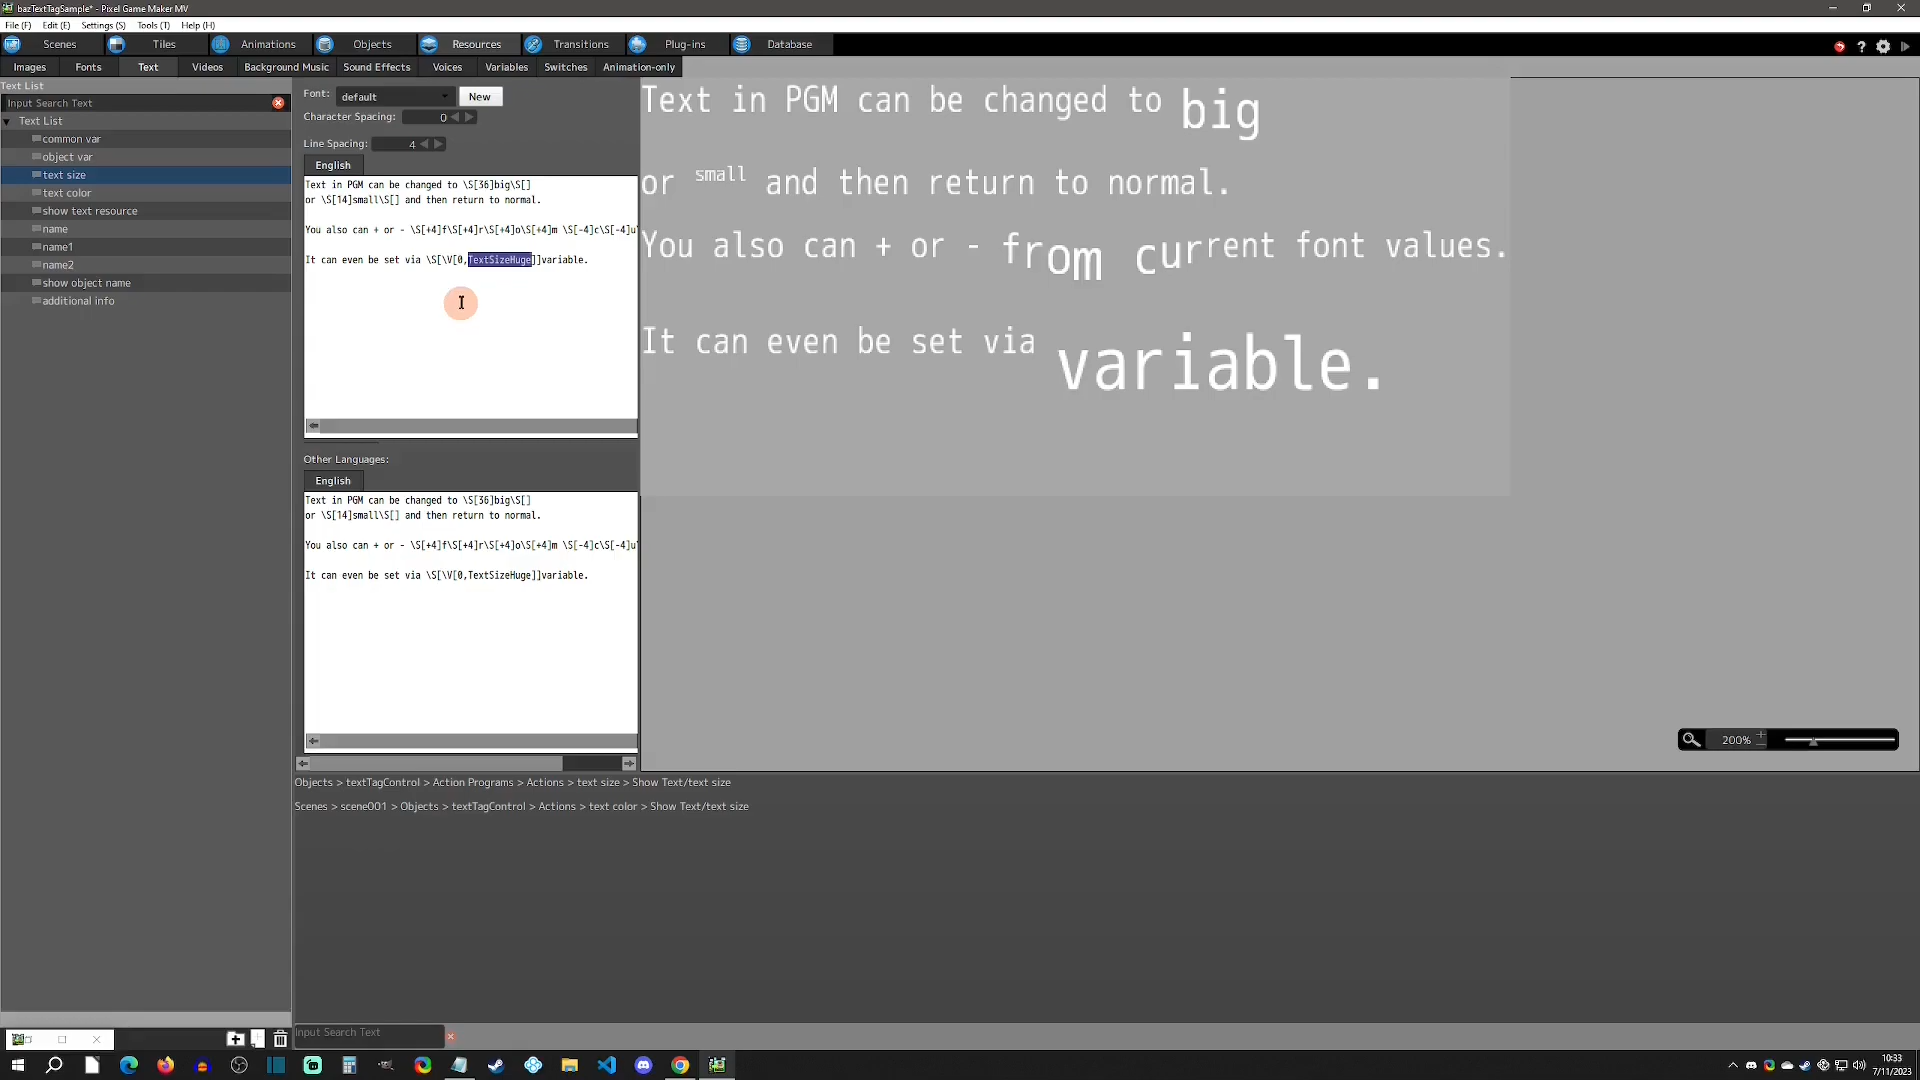 bazTextTagSample* - Pixel Game Maker MV
File (F) Edit (E) Settings (S) Tools (T) Help (H)
Scenes Tiles Animations Objects Resources Transitions Plug-ins Database
Images Fonts Text Videos Background Music Sound Effects Voices Variables Switches Animation-only
Text List
Input Search Text
Text List
common var
object var
text size
text color
show text resource
name
name1
name2
show object name
additional info
Font: default New
Character Spacing: 0
Line Spacing: 4
English
Text in PGM can be changed to \S[36]big\S[]
or \S[14]small\S[] and then return to normal.
You also can + or - \S[+4]f\S[+4]r\S[+4]o\S[+4]m \S[-4]c\S[-4]u
It can even be set via \S[\V[0,TextSizeHuge]]variable.
Other Languages:
English
Text in PGM can be changed to \S[36]big\S[]
or \S[14]small\S[] and then return to normal.
You also can + or - \S[+4]f\S[+4]r\S[+4]o\S[+4]m \S[-4]c\S[-4]u
It can even be set via \S[\V[0,TextSizeHuge]]variable.
Text in PGM can be changed to big
or small and then return to normal.
You also can + or - from current font values.
It can even be set via variable.
200%
Objects > textTagControl > Action Programs > Actions > text size > Show Text/text size
Scenes > scene001 > Objects > textTagControl > Actions > text color > Show Text/text size
Input Search Text
10:33
7/11/2023